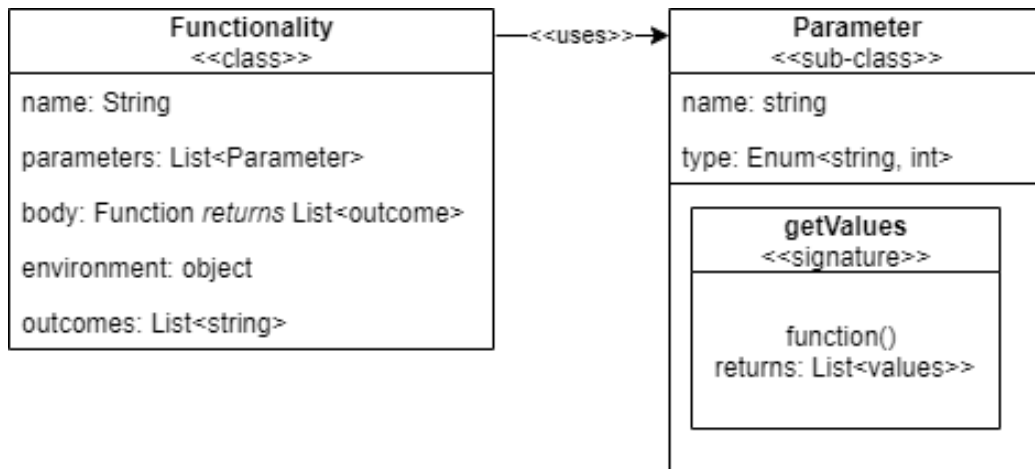 Functionality
<<class>>
name: String
parameters: List<Parameter>
body: Function returns List<outcome>
environment: object
outcomes: List<string>
<<uses>>
Parameter
<<sub-class>>
name: string
type: Enum<string, int>
getValues
<<signature>>
function()
returns: List<values>>